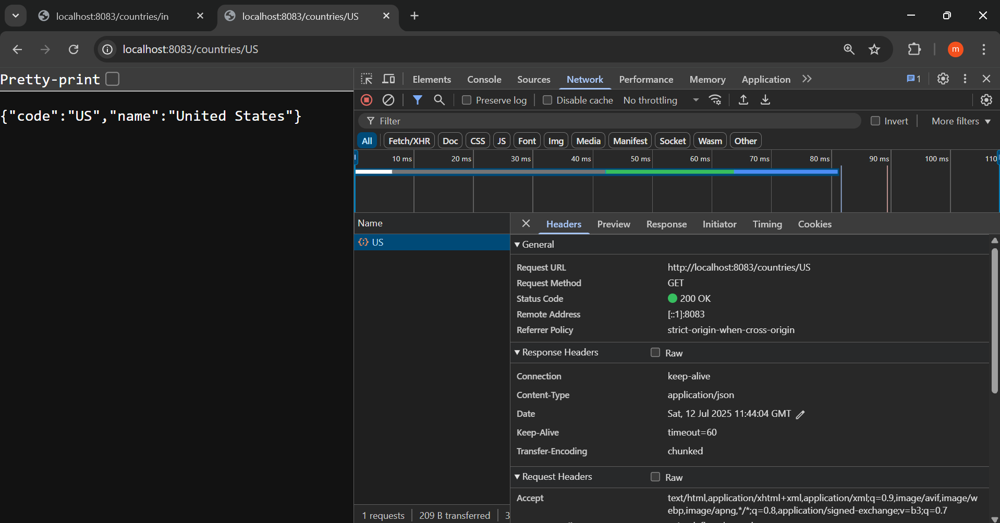 localhost:8083/countries/in
localhost:8083/countries/US
localhost:8083/countries/US
m
Pretty-print
{"code":"US","name":"United States"}
Elements Console Sources Network Performance Memory Application 1
Preserve log Disable cache No throttling
Filter Invert More filters
All Fetch/XHR Doc CSS JS Font Img Media Manifest Socket Wasm Other
10 ms 20 ms 30 ms 40 ms 50 ms 60 ms 70 ms 80 ms 90 ms 100 ms 110
Name
US
Headers Preview Response Initiator Timing Cookies
General
Request URL http://localhost:8083/countries/US
Request Method GET
Status Code 200 OK
Remote Address [::1]:8083
Referrer Policy strict-origin-when-cross-origin
Response Headers Raw
Connection keep-alive
Content-Type application/json
Date Sat, 12 Jul 2025 11:44:04 GMT
Keep-Alive timeout=60
Transfer-Encoding chunked
Request Headers Raw
Accept text/html,application/xhtml+xml,application/xml;q=0.9,image/avif,image/w
ebp,image/apng,*/*;q=0.8,application/signed-exchange;v=b3;q=0.7
1 requests 209 B transferred 3